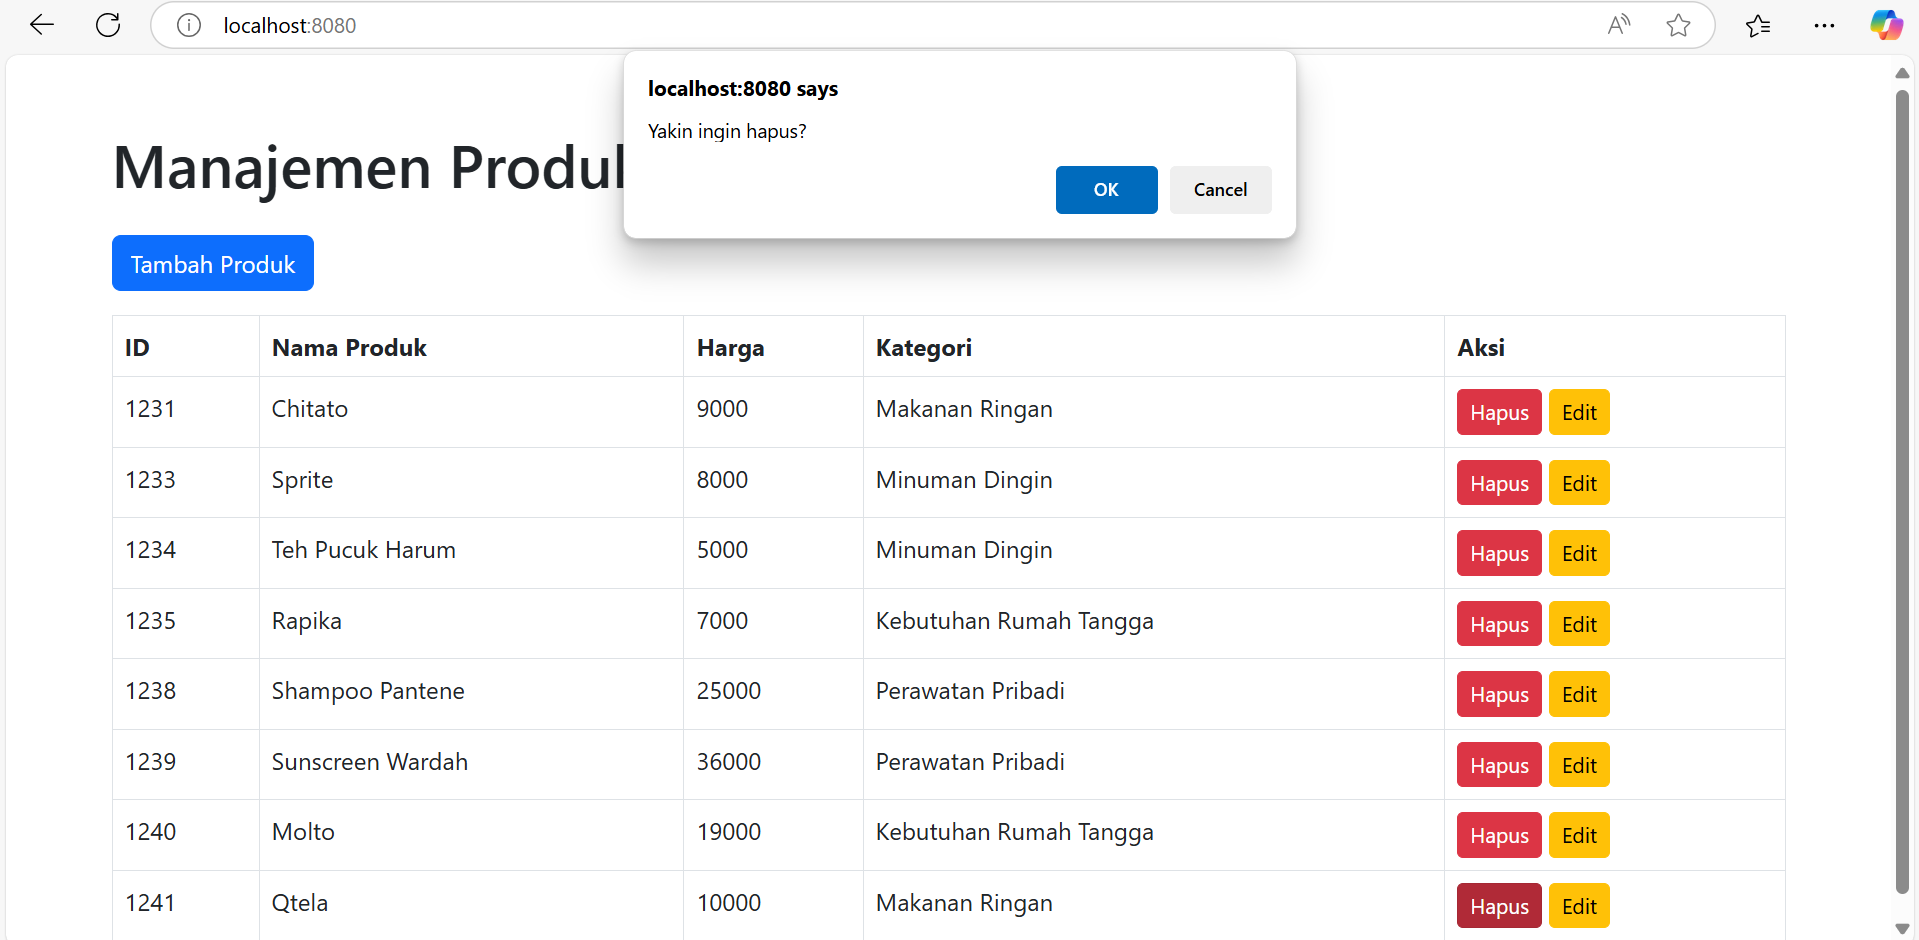 localhost:8080
localhost:8080 says
Yakin ingin hapus?
OK Cancel
Manajemen Produk
Tambah Produk
ID Nama Produk Harga Kategori Aksi
1231 Chitato 9000 Makanan Ringan Hapus Edit
1233 Sprite 8000 Minuman Dingin Hapus Edit
1234 Teh Pucuk Harum 5000 Minuman Dingin Hapus Edit
1235 Rapika 7000 Kebutuhan Rumah Tangga Hapus Edit
1238 Shampoo Pantene 25000 Perawatan Pribadi Hapus Edit
1239 Sunscreen Wardah 36000 Perawatan Pribadi Hapus Edit
1240 Molto 19000 Kebutuhan Rumah Tangga Hapus Edit
1241 Qtela 10000 Makanan Ringan Hapus Edit